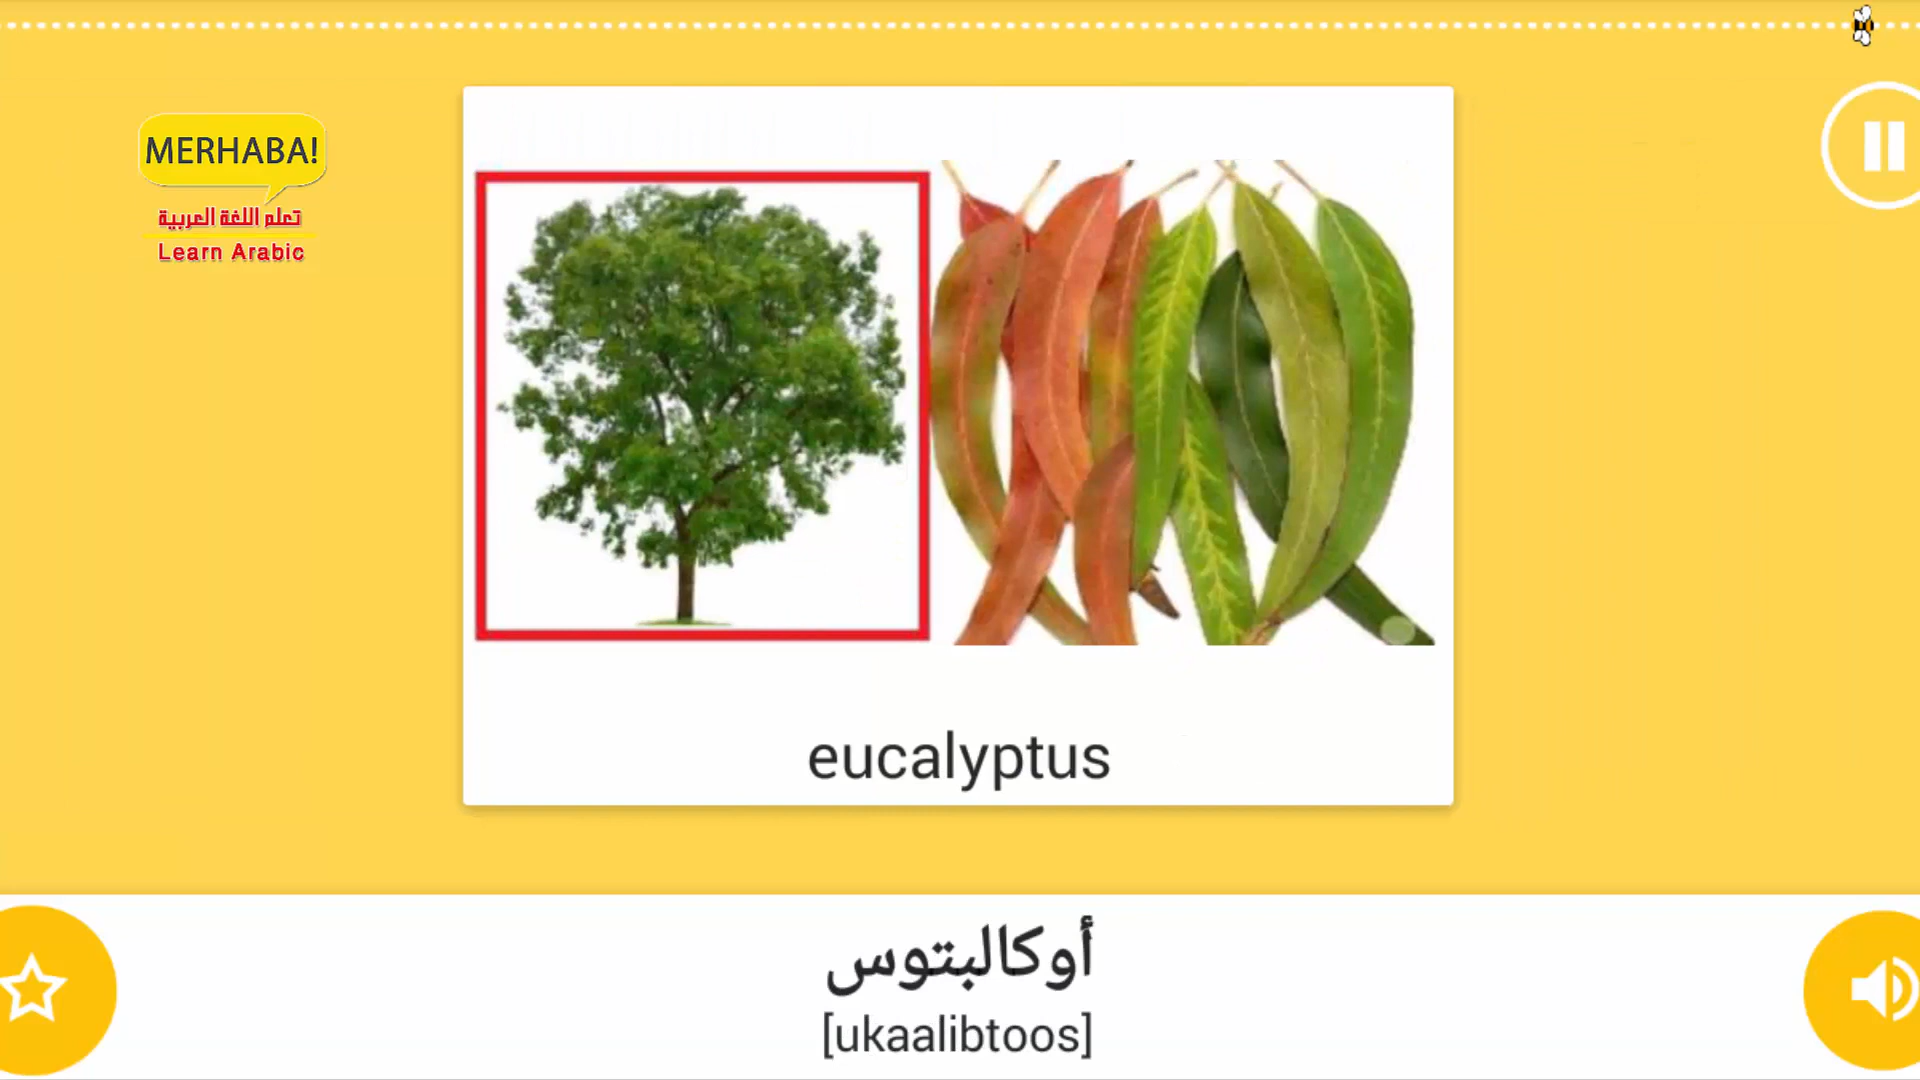 MERHABA!
تعلم اللغة العربية
Learn Arabic
eucalyptus
أوكالبتوس
[ukaalibtoos]